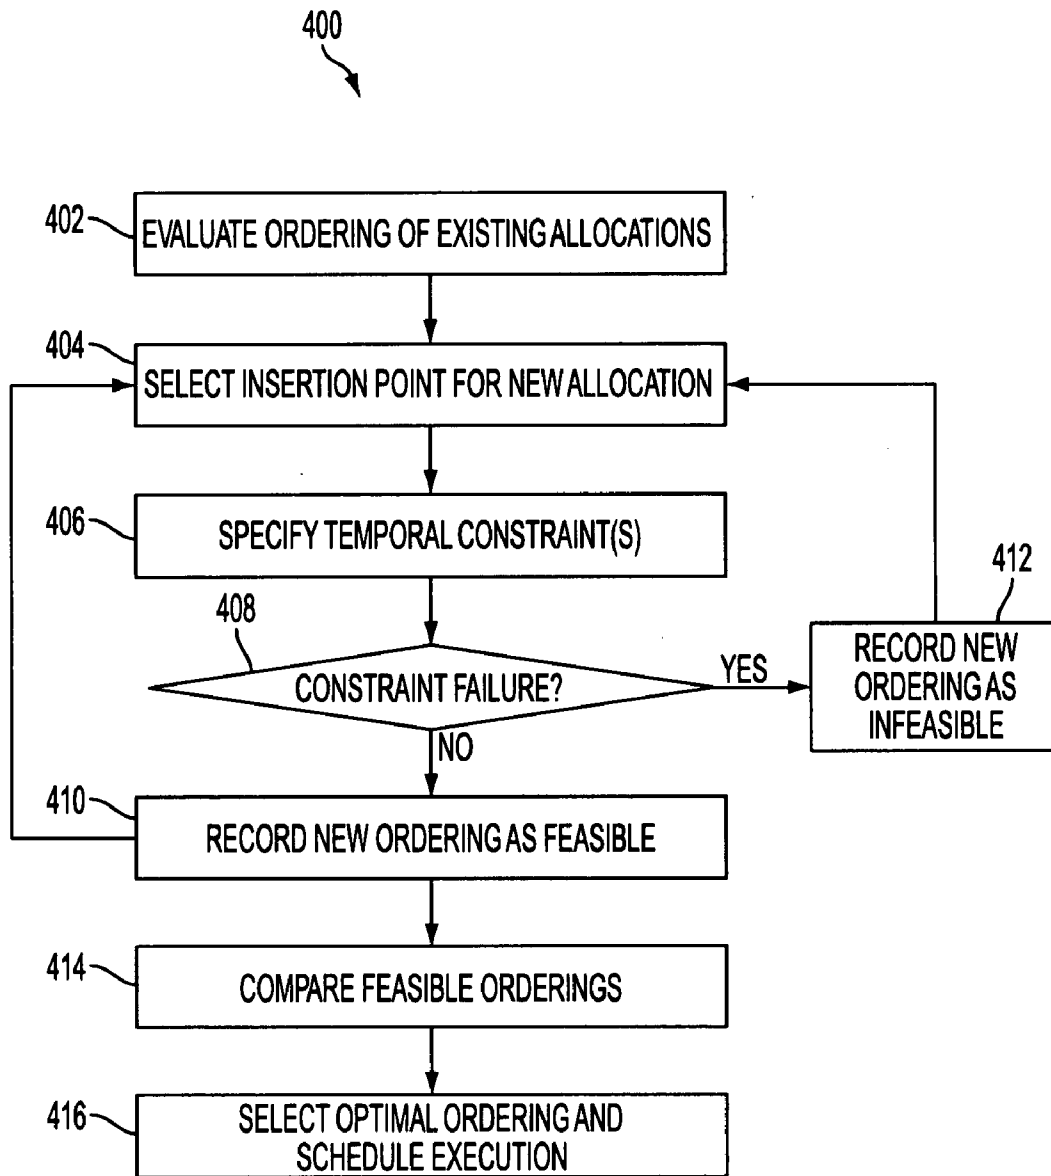 400
402
EVALUATE ORDERING OF EXISTING ALLOCATIONS
404
SELECT INSERTION POINT FOR NEW ALLOCATION
406
SPECIFY TEMPORAL CONSTRAINT(S)
408
CONSTRAINT FAILURE?
YES
412
RECORD NEW
ORDERING AS
INFEASIBLE
NO
410
RECORD NEW ORDERING AS FEASIBLE
414
COMPARE FEASIBLE ORDERINGS
416
SELECT OPTIMAL ORDERING AND
SCHEDULE EXECUTION